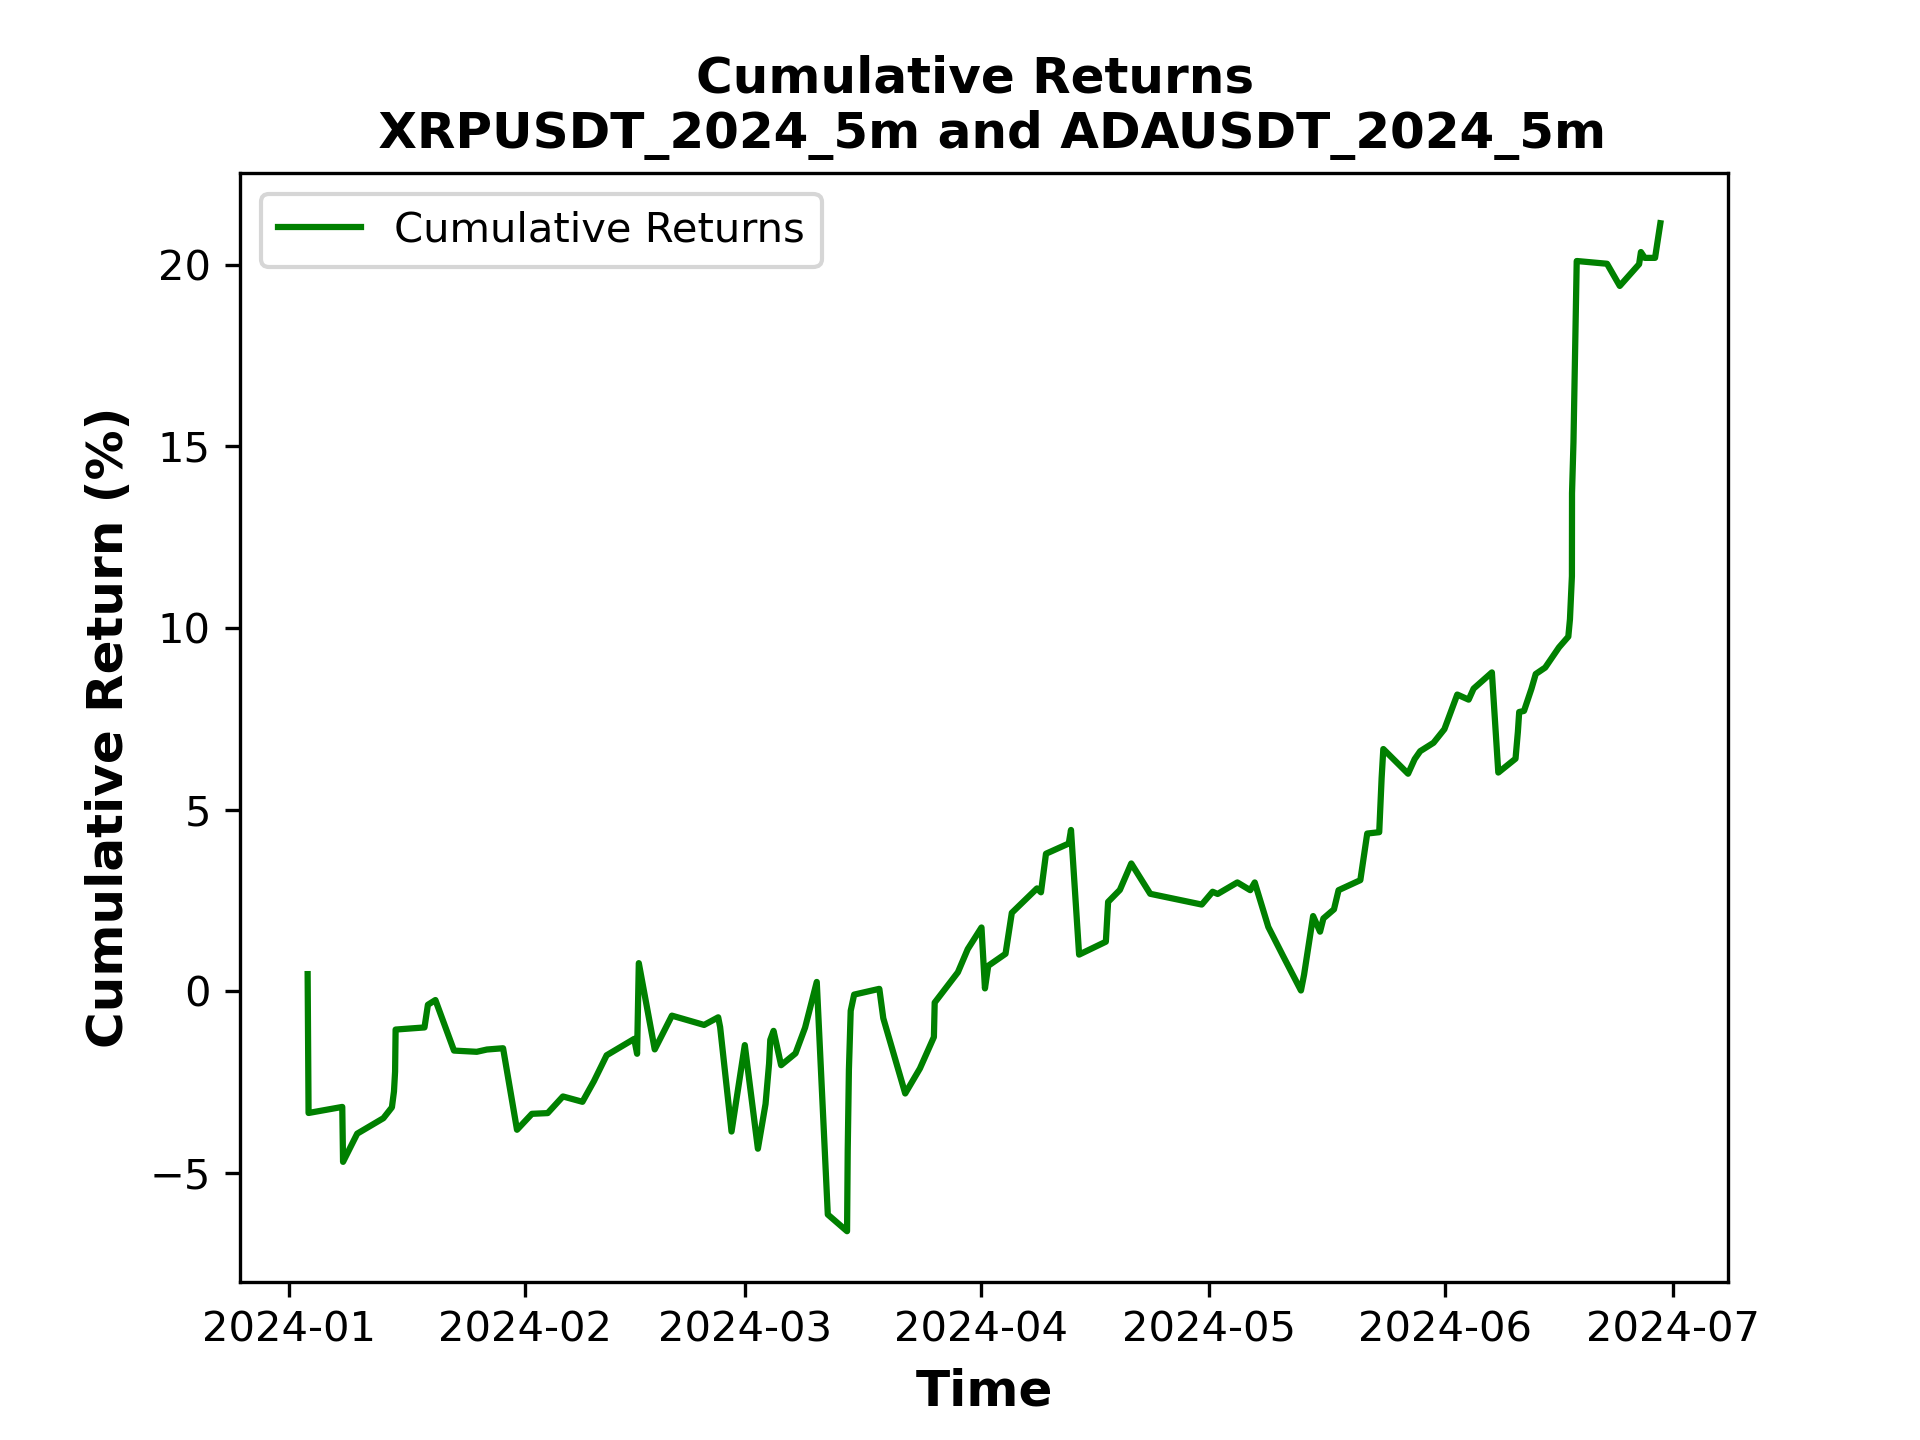 Cumulative Returns
XRPUSDT_2024_5m and ADAUSDT_2024_5m
Cumulative Returns
Cumulative Return (%)
20
15
10
5
0
−5
2024-01
2024-02
2024-03
2024-04
2024-05
2024-06
2024-07
Time